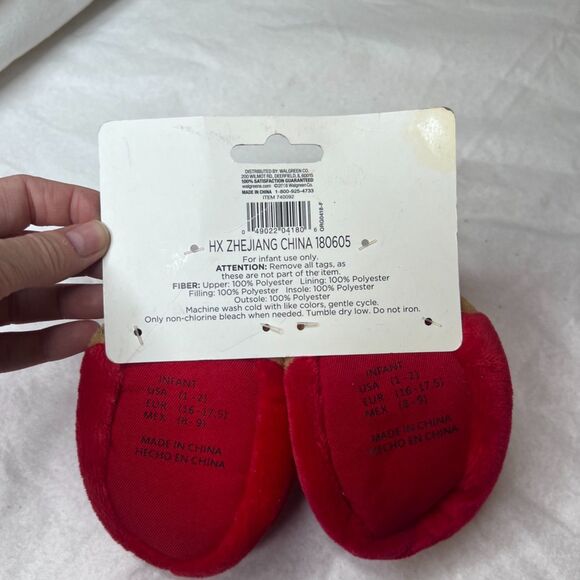 DISTRIBUTED BY: WALGREEN CO.
200 WILMOT RD., DEERFIELD, IL 60015
100% SATISFACTION GUARANTEED
walgreens.com ©2018 Walgreen Co.
MADE IN CHINA 1-800-925-4733
ITEM 740092
0 49022 04180 6
ORG0418-F
HX ZHEJIANG CHINA 180605
For infant use only.
ATTENTION: Remove all tags, as
these are not part of the item.
FIBER: Upper: 100% Polyester Lining: 100% Polyester
Filling: 100% Polyester Insole: 100% Polyester
Outsole: 100% Polyester
Machine wash cold with like colors, gentle cycle.
Only non-chlorine bleach when needed. Tumble dry low. Do not iron.
INFANT
USA (1-2)
EUR (16-17.5)
MEX (8-9)
MADE IN CHINA
HECHO EN CHINA
INFANT
USA (1-2)
EUR (16-17.5)
MEX (8-9)
MADE IN CHINA
HECHO EN CHINA